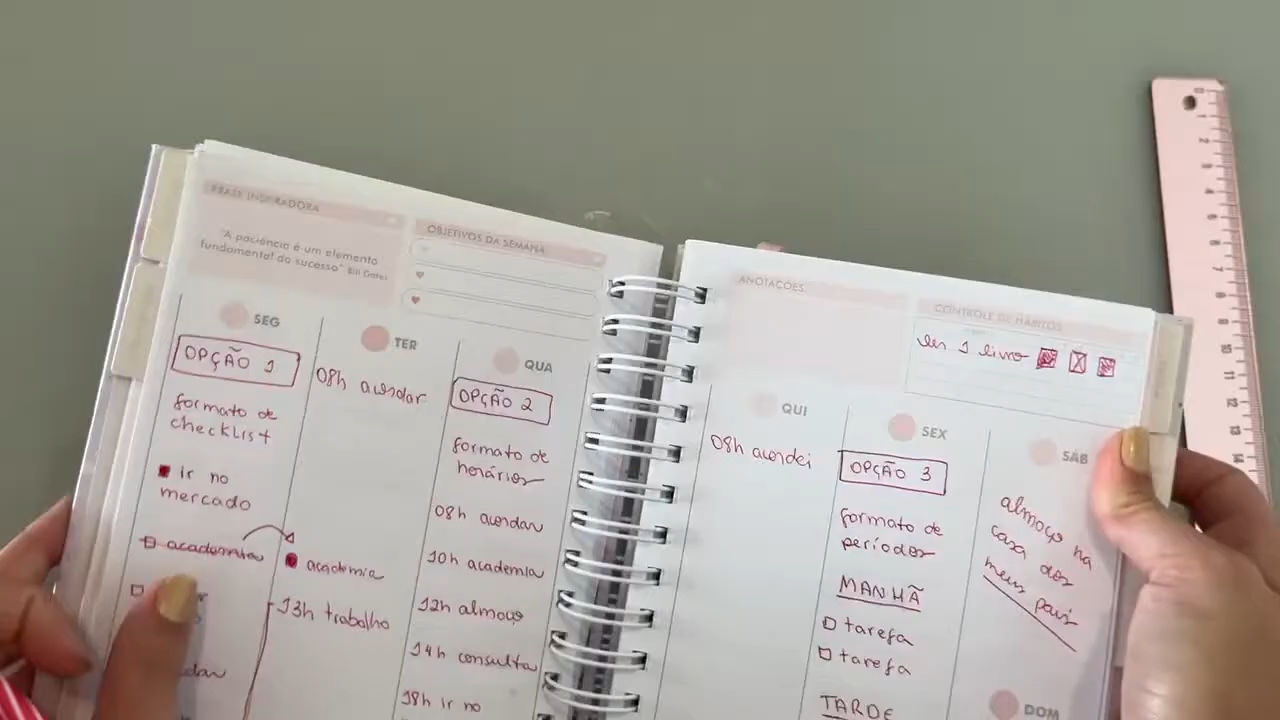 FRASE INSPIRADORA
"A paciência é um elemento
fundamental do sucesso" Bill Gates
OBJETIVOS DA SEMANA
SEG
OPÇÃO 1
formato de
checklist
ir no
mercado
academia
TER
08h acordar
academia
13h trabalho
QUA
OPÇÃO 2
formato de
horários
08h acordar
10h academia
12h almoço
14h consulta
18h ir no
ANOTAÇÕES
CONTROLE DE HÁBITOS
ler 1 livro
QUI
08h acordei
SEX
OPÇÃO 3
formato de
períodos
MANHÃ
tarefa
tarefa
TARDE
SÁB
almoço na
casa dos
meus pais
DOM